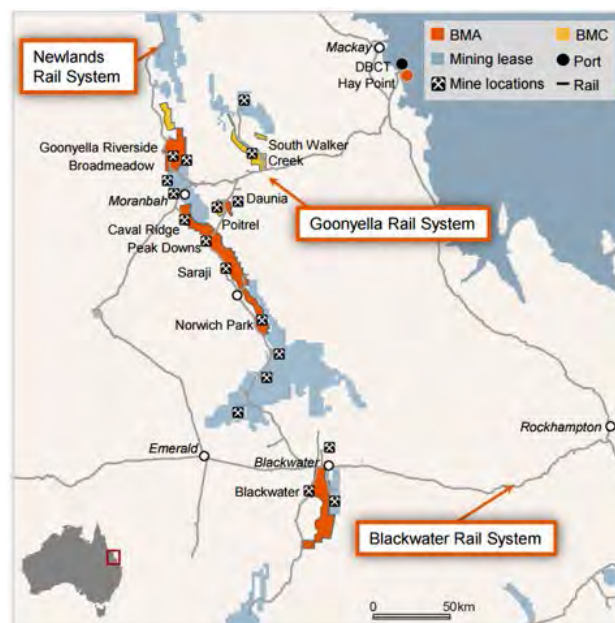 Newlands
Rail System
Mackay
DBCT
Hay Point
BMA
BMC
Mining lease
Port
Mine locations
Rail
Goonyella Riverside
Broadmeadow
South Walker
Creek
Moranbah
Daunia
Poitrel
Goonyella Rail System
Caval Ridge
Peak Downs
Saraji
Norwich Park
Rockhampton
Emerald
Blackwater
Blackwater
Blackwater Rail System
0
50km